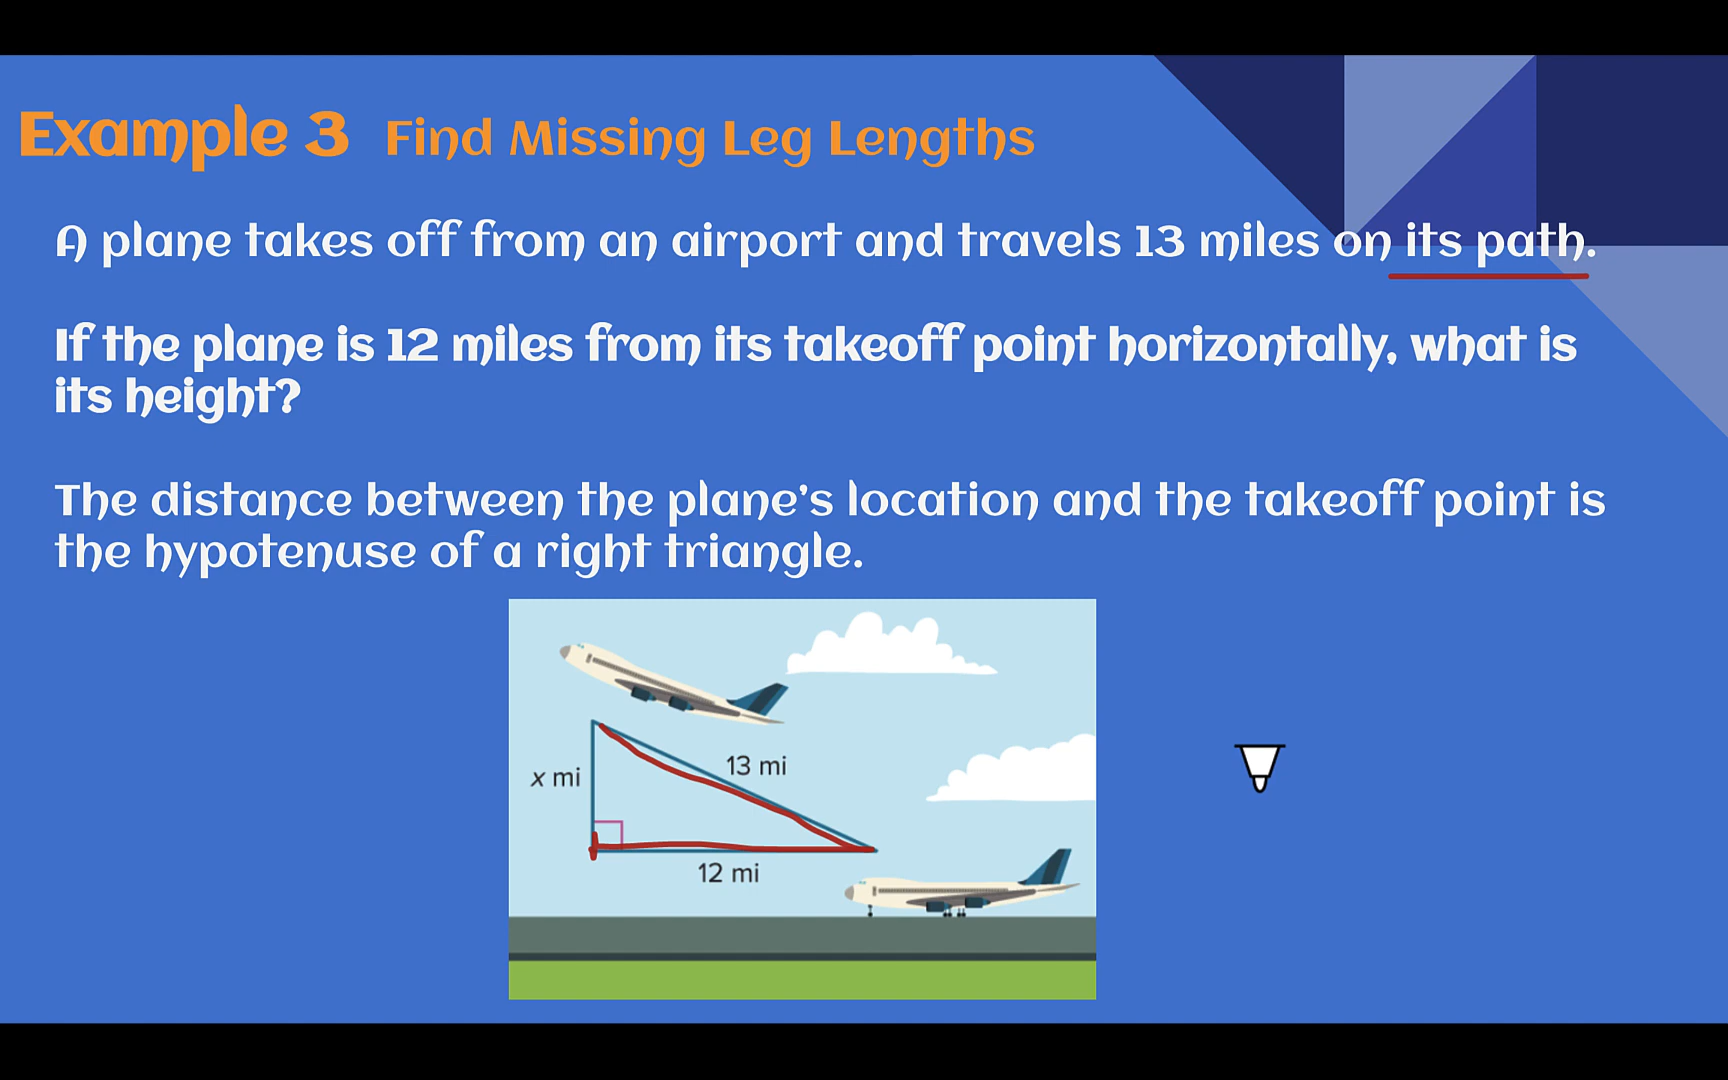 Example 3 Find Missing Leg Lengths
A plane takes off from an airport and travels 13 miles on its path.
If the plane is 12 miles from its takeoff point horizontally, what is
its height?
The distance between the plane's location and the takeoff point is
the hypotenuse of a right triangle.
13 mi
x mi
12 mi